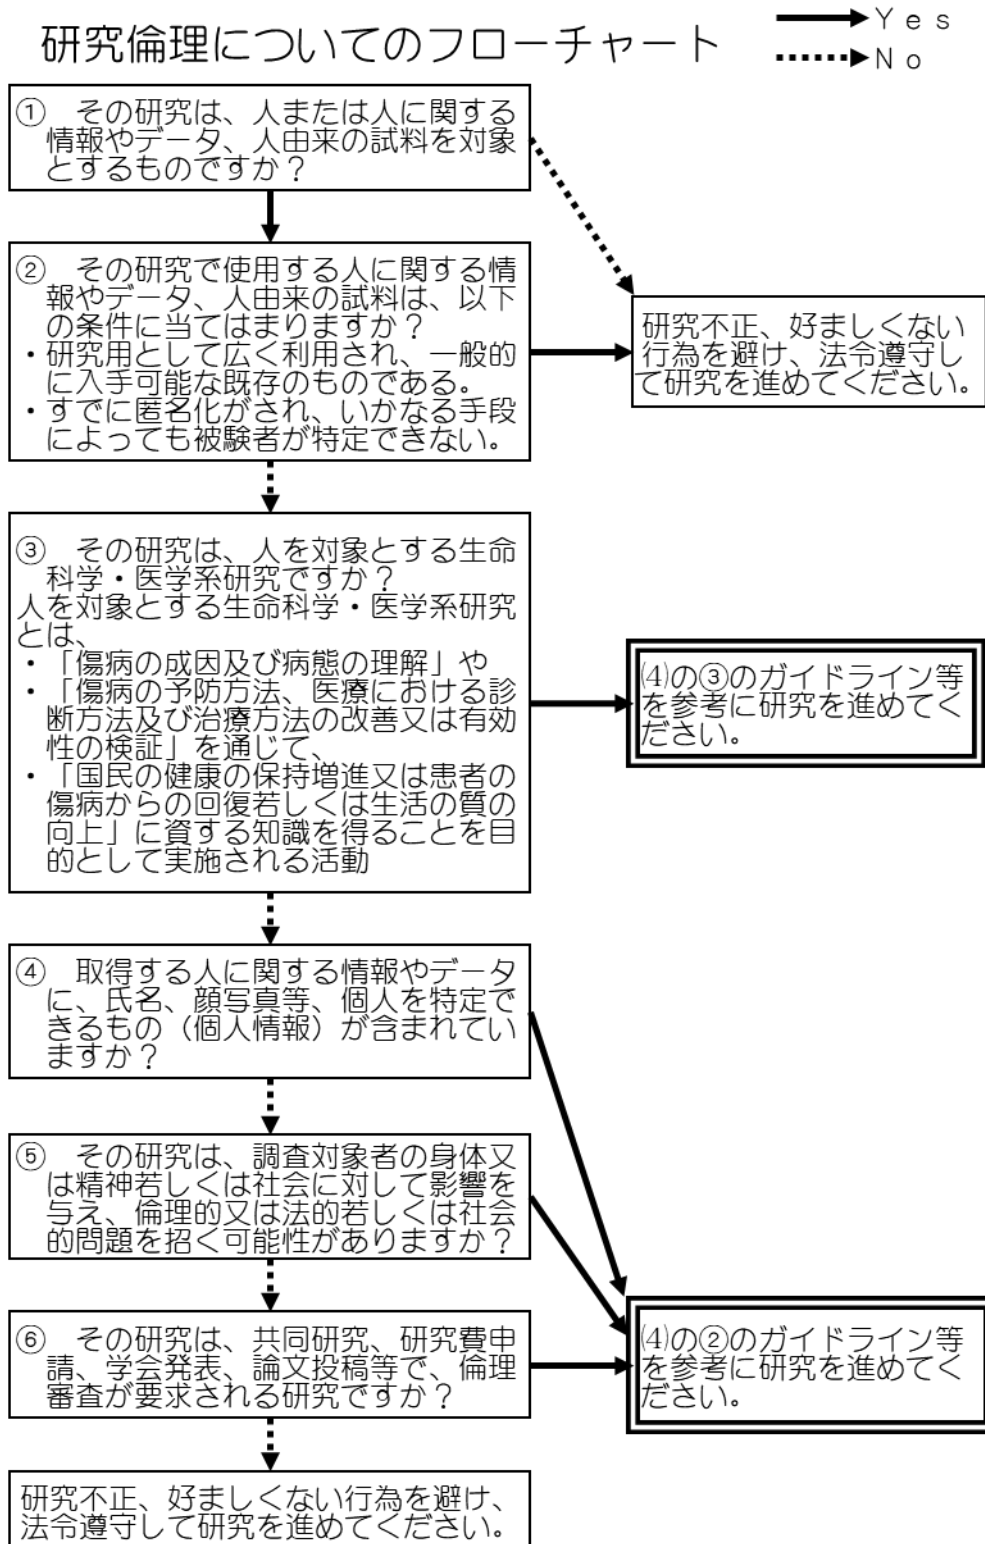 研究倫理についてのフローチャート
Yes
No
① その研究は、人または人に関する
情報やデータ、人由来の試料を対象
とするものですか？
② その研究で使用する人に関する情
報やデータ、人由来の試料は、以下
の条件に当てはまりますか？
・研究用として広く利用され、一般的
に入手可能な既存のものである。
・すでに匿名化がされ、いかなる手段
によっても被験者が特定できない。
研究不正、好ましくない
行為を避け、法令遵守し
て研究を進めてください。
③ その研究は、人を対象とする生命
科学・医学系研究ですか？
人を対象とする生命科学・医学系研究
とは、
・「傷病の成因及び病態の理解」や
・「傷病の予防方法、医療における診
断方法及び治療方法の改善又は有効
性の検証」を通じて、
・「国民の健康の保持増進又は患者の
傷病からの回復若しくは生活の質の
向上」に資する知識を得ることを目
的として実施される活動
⑷の③のガイドライン等
を参考に研究を進めてく
ださい。
④ 取得する人に関する情報やデータ
に、氏名、顔写真等、個人を特定で
きるもの（個人情報）が含まれてい
ますか？
⑤ その研究は、調査対象者の身体又
は精神若しくは社会に対して影響を
与え、倫理的又は法的若しくは社会
的問題を招く可能性がありますか？
⑥ その研究は、共同研究、研究費申
請、学会発表、論文投稿等で、倫理
審査が要求される研究ですか？
⑷の②のガイドライン等
を参考に研究を進めてく
ださい。
研究不正、好ましくない行為を避け、
法令遵守して研究を進めてください。